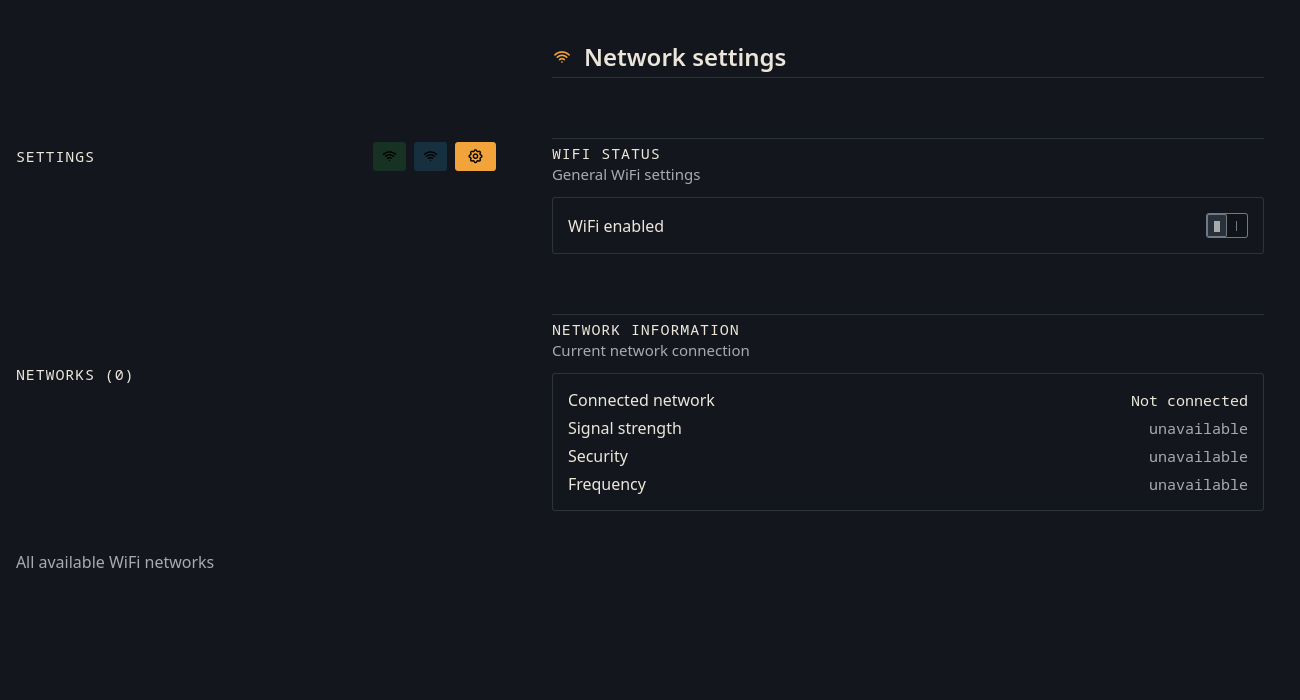 Network settings
SETTINGS
WIFI STATUS
General WiFi settings
WiFi enabled
NETWORK INFORMATION
Current network connection
NETWORKS (0)
Connected network Not connected
Signal strength unavailable
Security unavailable
Frequency unavailable
All available WiFi networks